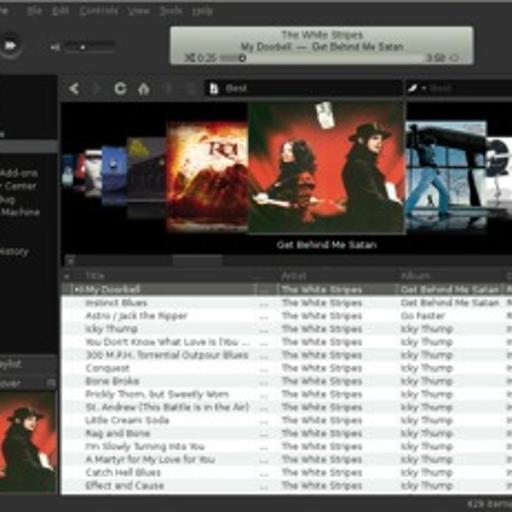 File Edit Controls View Tools Help
The White Stripes
My Doorbell — Get Behind Me Satan
0:25 3:58
Best
Best
Add-ons
Center
Machine
History
Get Behind Me Satan
Title Artist Album
My Doorbell ... The White Stripes Get Behind Me Satan
Instinct Blues ... The White Stripes Get Behind Me Satan
Astro / Jack the Ripper ... The White Stripes Go Faster
Icky Thump ... The White Stripes Icky Thump
You Don't Know What Love Is (You ... ... The White Stripes Icky Thump
300 M.P.H. Torrential Outpour Blues ... The White Stripes Icky Thump
Conquest ... The White Stripes Icky Thump
Bone Broke ... The White Stripes Icky Thump
Prickly Thorn, but Sweetly Worn ... The White Stripes Icky Thump
St. Andrew (This Battle Is in the Air) ... The White Stripes Icky Thump
Little Cream Soda ... The White Stripes Icky Thump
Rag and Bone ... The White Stripes Icky Thump
I'm Slowly Turning Into You ... The White Stripes Icky Thump
A Martyr for My Love for You ... The White Stripes Icky Thump
Catch Hell Blues ... The White Stripes Icky Thump
Effect and Cause ... The White Stripes Icky Thump
629 items